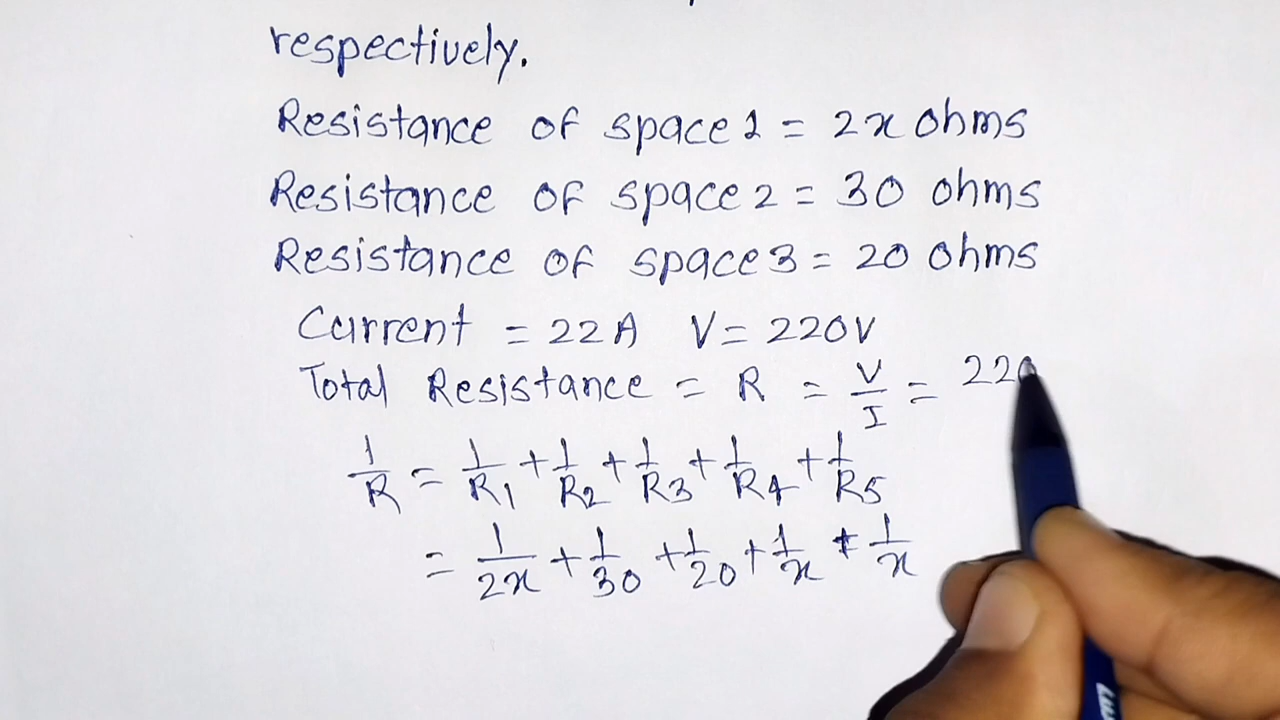 respectively.
Resistance of space 1 = 2x ohms
Resistance of space 2 = 30 ohms
Resistance of space 3 = 20 ohms
Current = 22A V = 220V
Total Resistance = R = V/I = 220
1/R = 1/R1 + 1/R2 + 1/R3 + 1/R4 + 1/R5
= 1/2x + 1/30 + 1/20 + 1/x + 1/x